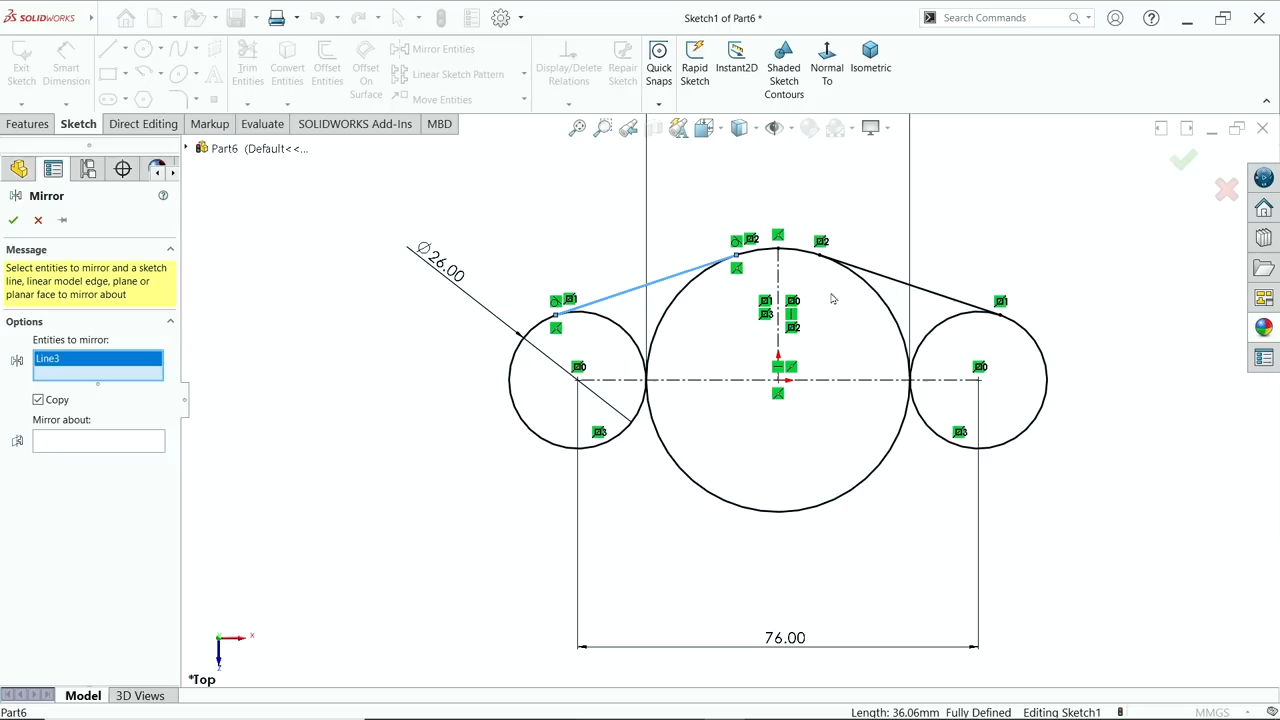 SOLIDWORKS
Sketch1 of Part6 *
Search Commands
Exit Sketch
Smart Dimension
Trim Entities
Convert Entities
Offset Entities
Offset On Surface
Mirror Entities
Linear Sketch Pattern
Move Entities
Display/Delete Relations
Repair Sketch
Quick Snaps
Rapid Sketch
Instant2D
Shaded Sketch Contours
Normal To
Isometric
Features
Sketch
Direct Editing
Markup
Evaluate
SOLIDWORKS Add-Ins
MBD
Part6 (Default<<...
Mirror
Message
Select entities to mirror and a sketch
line, linear model edge, plane or
planar face to mirror about
Options
Entities to mirror:
Line3
Copy
Mirror about:
Ø26.00
76.00
x
z
*Top
Model
3D Views
Part6
Length: 36.06mm
Fully Defined
Editing Sketch1
MMGS